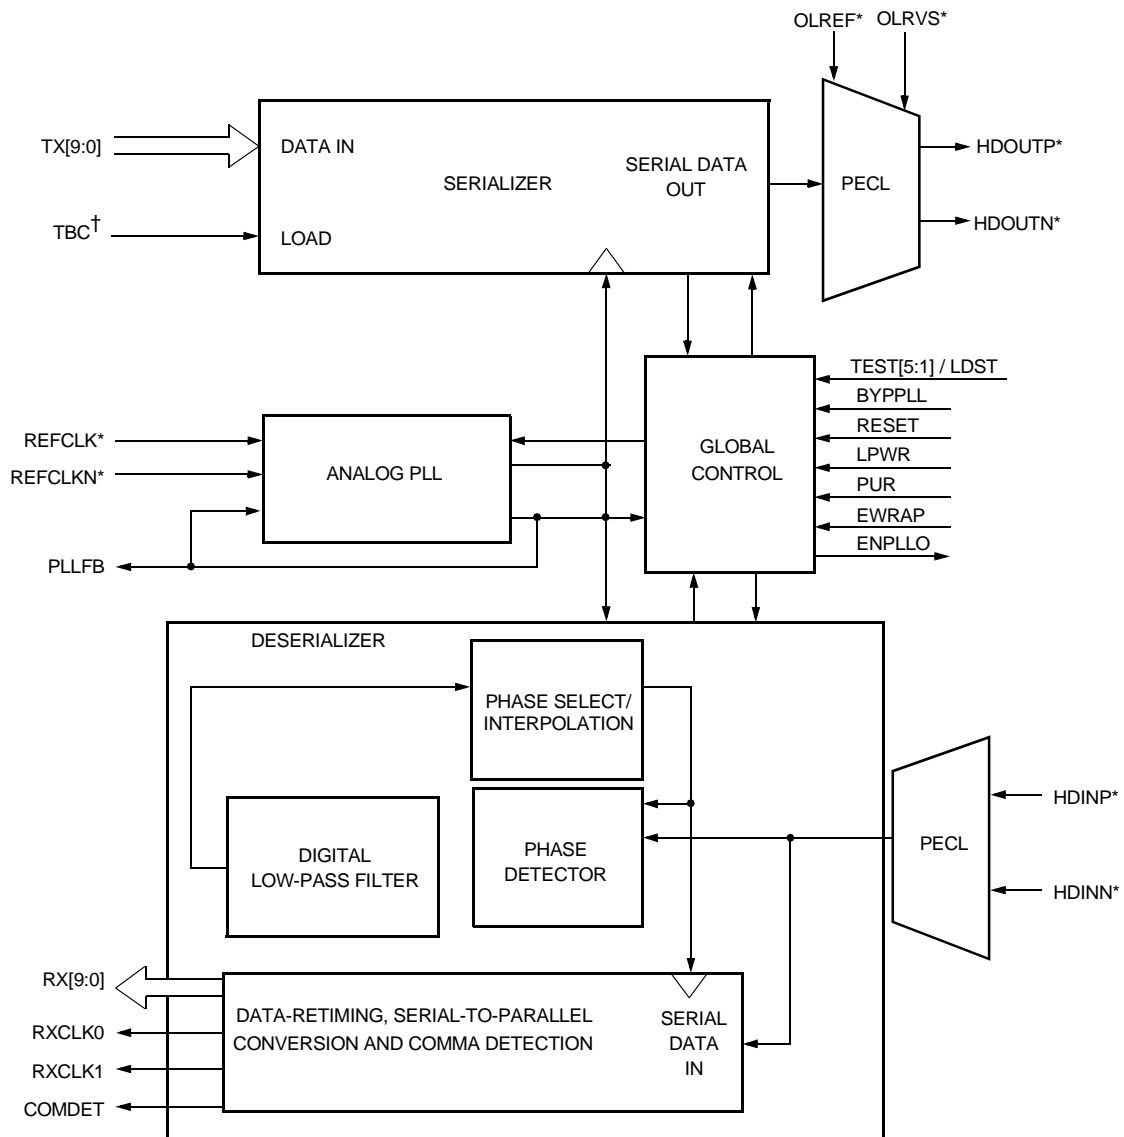 OLREF*
OLRVS*
TX[9:0]
DATA IN
SERIALIZER
SERIAL DATA
OUT
PECL
HDOUTP*
HDOUTN*
TBC†
LOAD
TEST[5:1] / LDST
BYPPLL
RESET
LPWR
PUR
EWRAP
ENPLLO
GLOBAL
CONTROL
REFCLK*
REFCLKN*
ANALOG PLL
PLLFB
DESERIALIZER
PHASE SELECT/
INTERPOLATION
DIGITAL
LOW-PASS FILTER
PHASE
DETECTOR
PECL
HDINP*
HDINN*
RX[9:0]
RXCLK0
RXCLK1
COMDET
DATA-RETIMING, SERIAL-TO-PARALLEL
CONVERSION AND COMMA DETECTION
SERIAL
DATA
IN